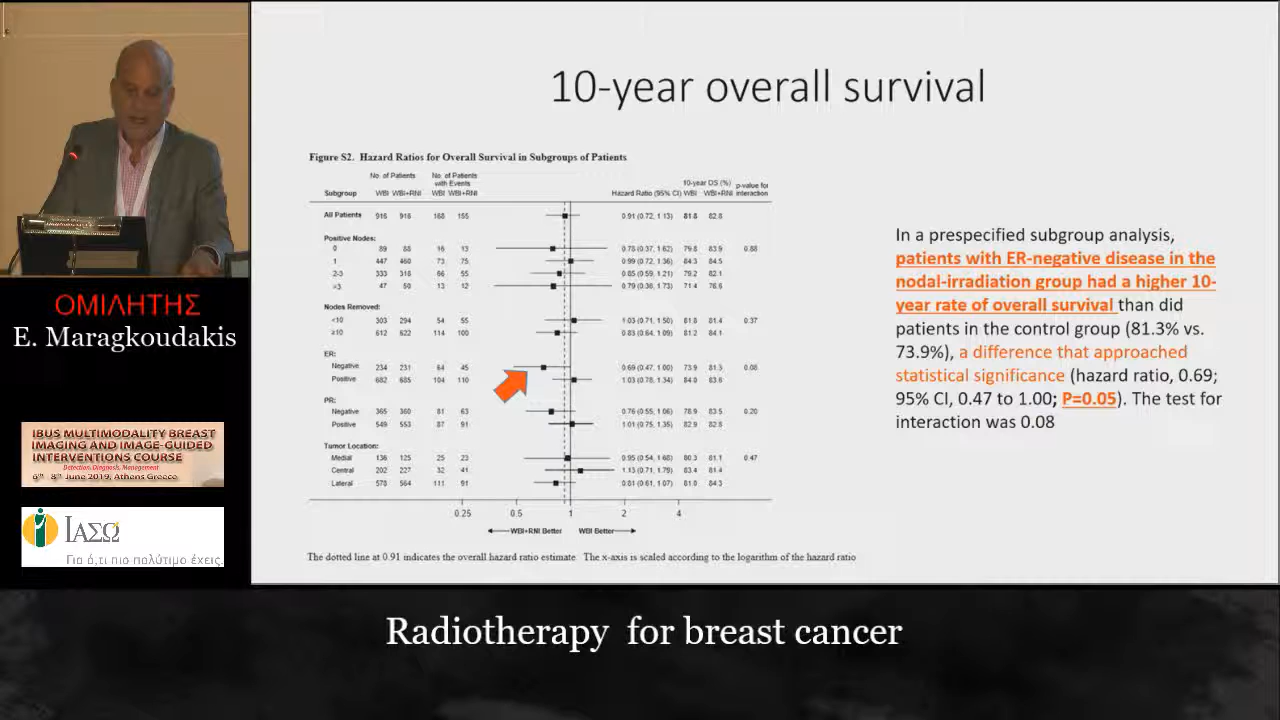 10-year overall survival
Figure S2. Hazard Ratios for Overall Survival in Subgroups of Patients
No. of Patients No. of Patients with Events 10-year OS (%) p-value for interaction
Subgroup WBI WBI+RNI WBI WBI+RNI Hazard Ratio (95% CI) WBI WBI+RNI
All Patients 916 916 168 155 0.91 (0.72, 1.13) 81.8 82.8
Positive Nodes:
0 89 88 16 13 0.78 (0.37, 1.62) 79.8 83.9 0.88
1 447 460 73 75 0.99 (0.72, 1.36) 84.3 84.5
2-3 333 318 66 55 0.85 (0.59, 1.21) 79.2 82.1
>3 47 50 13 12 0.79 (0.36, 1.73) 71.4 76.6
Nodes Removed:
<10 303 294 54 55 1.03 (0.71, 1.50) 81.8 81.4 0.37
≥10 612 622 114 100 0.83 (0.64, 1.09) 81.2 84.1
ER:
Negative 234 231 64 45 0.69 (0.47, 1.00) 73.9 81.3 0.08
Positive 682 685 104 110 1.03 (0.78, 1.34) 84.0 83.6
PR:
Negative 365 360 81 63 0.76 (0.55, 1.06) 78.9 83.5 0.20
Positive 549 553 87 91 1.01 (0.75, 1.35) 82.9 82.8
Tumor Location:
Medial 136 125 25 23 0.95 (0.54, 1.68) 80.3 81.1 0.47
Central 202 227 32 41 1.13 (0.71, 1.79) 83.4 81.4
Lateral 578 564 111 91 0.81 (0.61, 1.07) 81.0 84.3
0.25 0.5 1 2 4
WBI+RNI Better WBI Better
The dotted line at 0.91 indicates the overall hazard ratio estimate The x-axis is scaled according to the logarithm of the hazard ratio
In a prespecified subgroup analysis,
patients with ER-negative disease in the
nodal-irradiation group had a higher 10-
year rate of overall survival than did
patients in the control group (81.3% vs.
73.9%), a difference that approached
statistical significance (hazard ratio, 0.69;
95% CI, 0.47 to 1.00; P=0.05). The test for
interaction was 0.08
ΟΜΙΛΗΤΗΣ
E. Maragkoudakis
IBUS MULTIMODALITY BREAST
IMAGING AND IMAGE-GUIDED
INTERVENTIONS COURSE
Detection, Diagnosis, Management
6th - 8th June 2019, Athens Greece
ΙΑΣΩ
Για ό,τι πιο πολύτιμο έχεις.
Radiotherapy for breast cancer